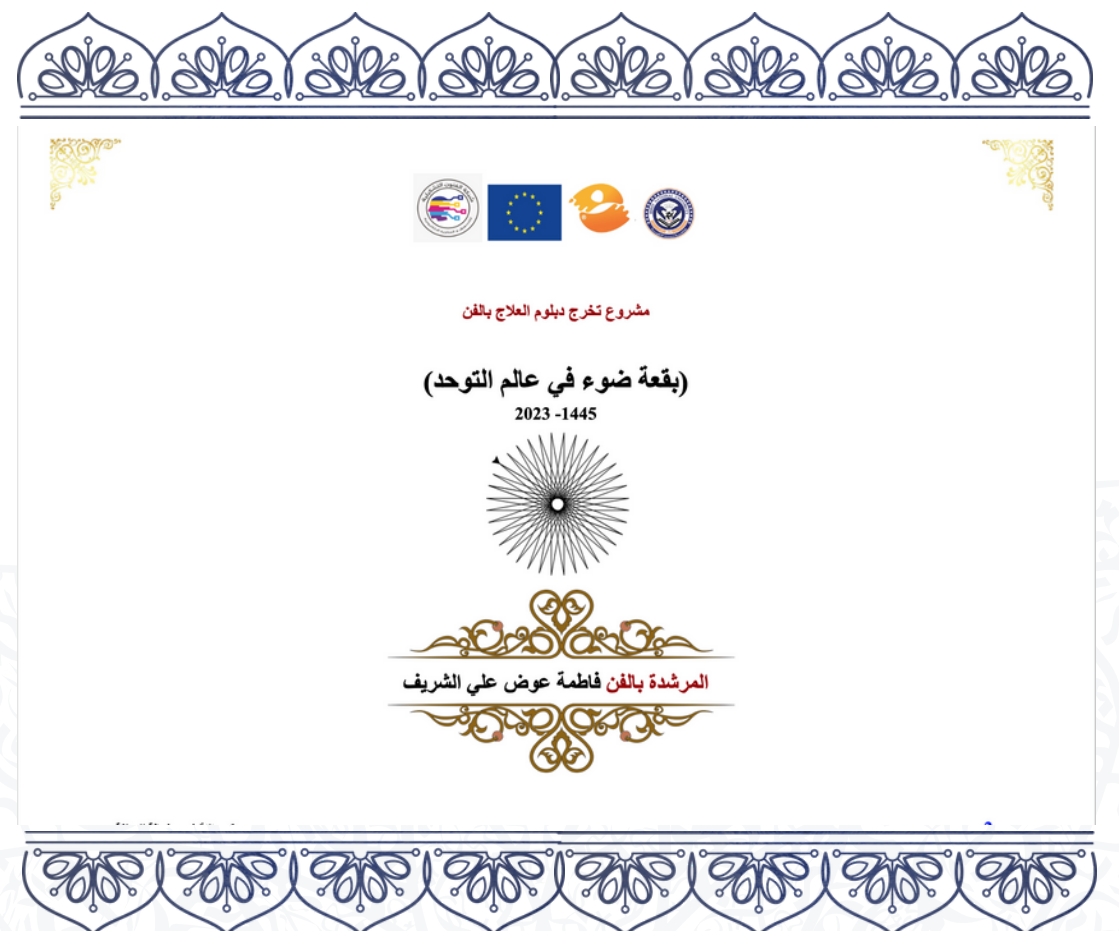 مشروع تخرج دبلوم العلاج بالفن
(بقعة ضوء في عالم التوحد)
2023 -1445
المرشدة بالفن فاطمة عوض علي الشريف